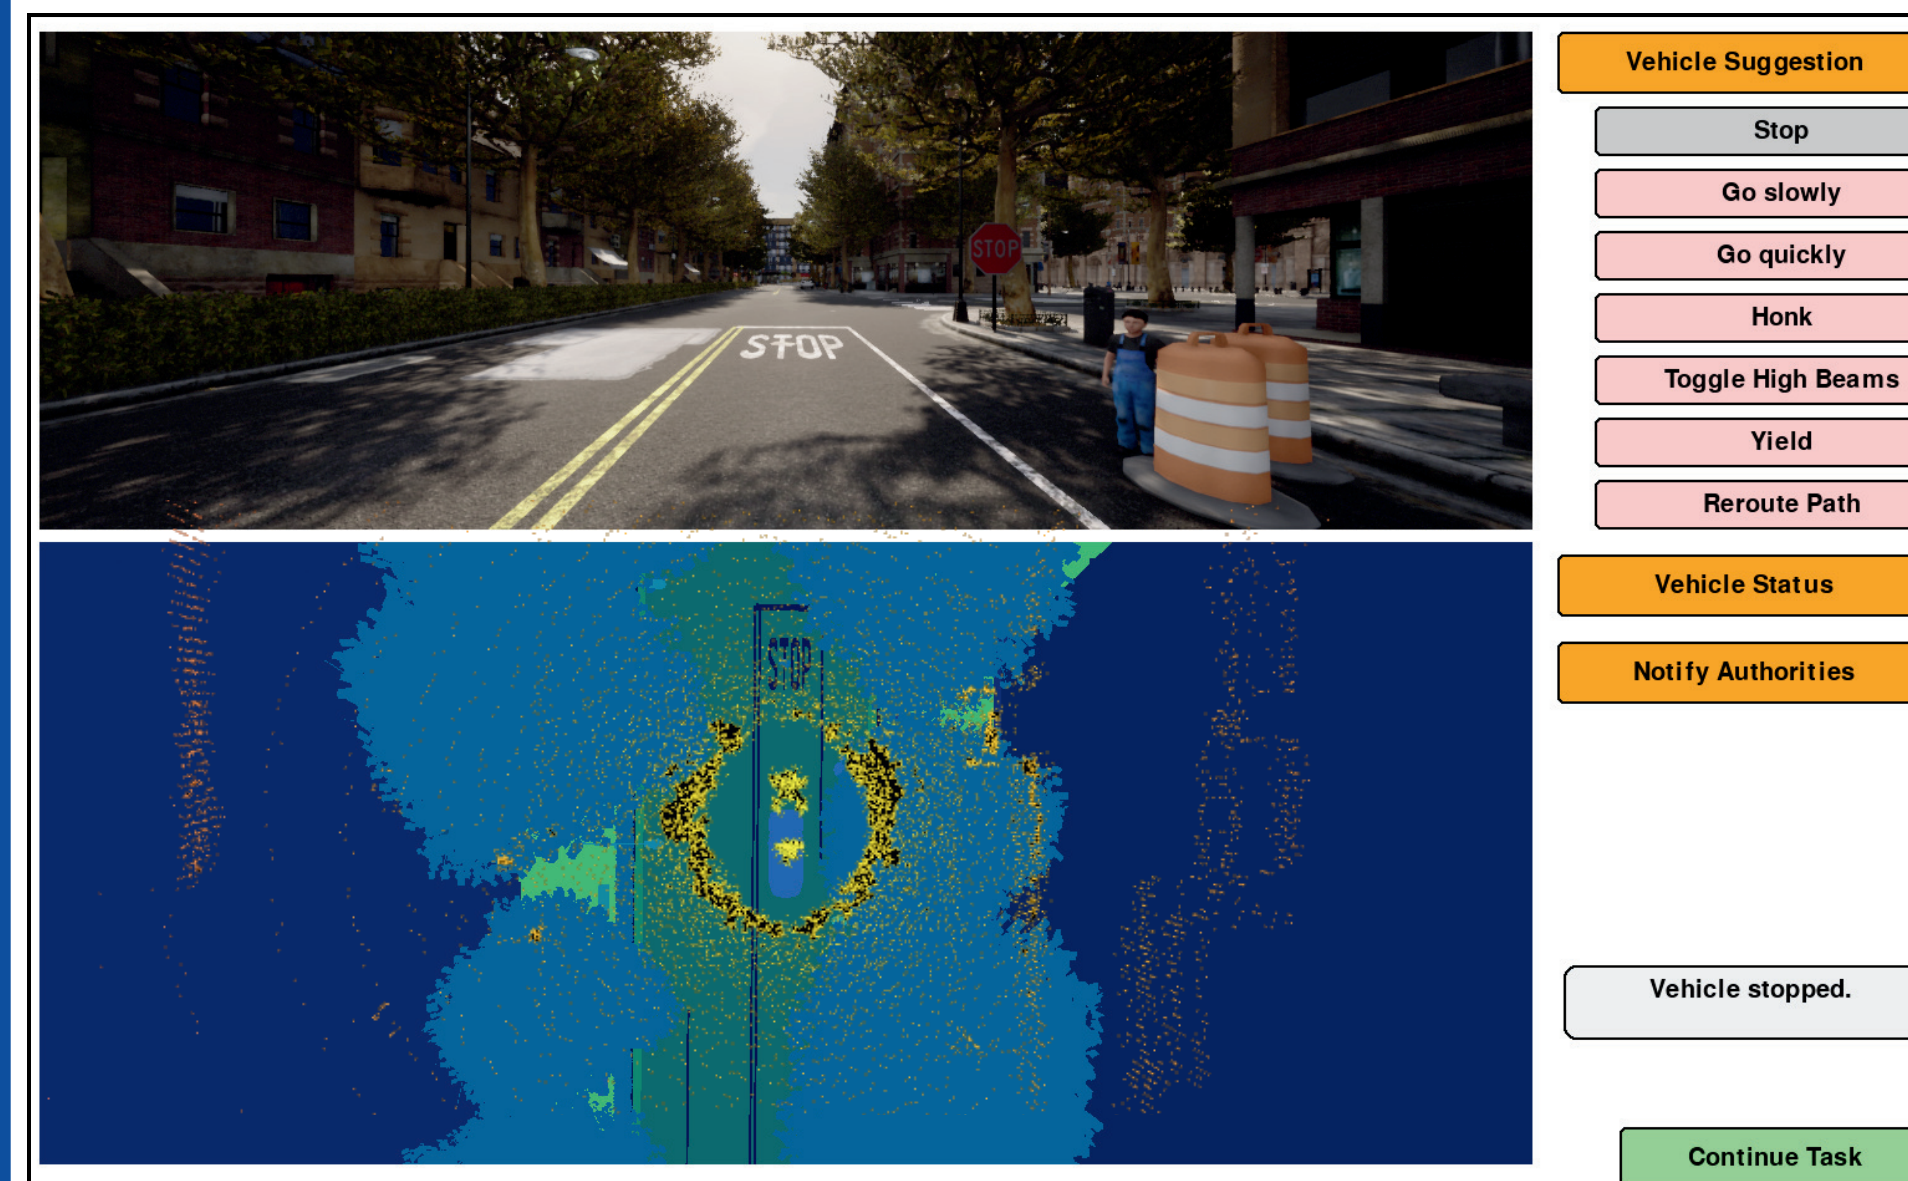 STOP
STOP
STOP
Vehicle Suggestion
Stop
Go slowly
Go quickly
Honk
Toggle High Beams
Yield
Reroute Path
Vehicle Status
Notify Authorities
Vehicle stopped.
Continue Task